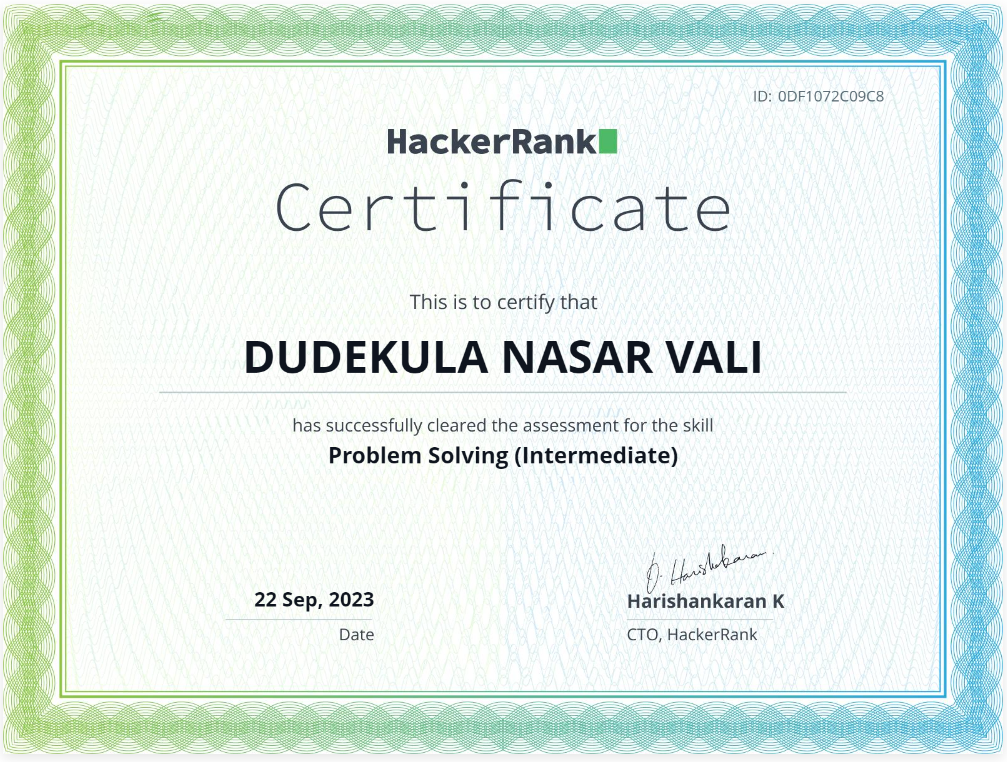 ID: 0DF1072C09C8
HackerRank
Certificate
This is to certify that
DUDEKULA NASAR VALI
has successfully cleared the assessment for the skill
Problem Solving (Intermediate)
22 Sep, 2023
Date
Harishankaran K
CTO, HackerRank